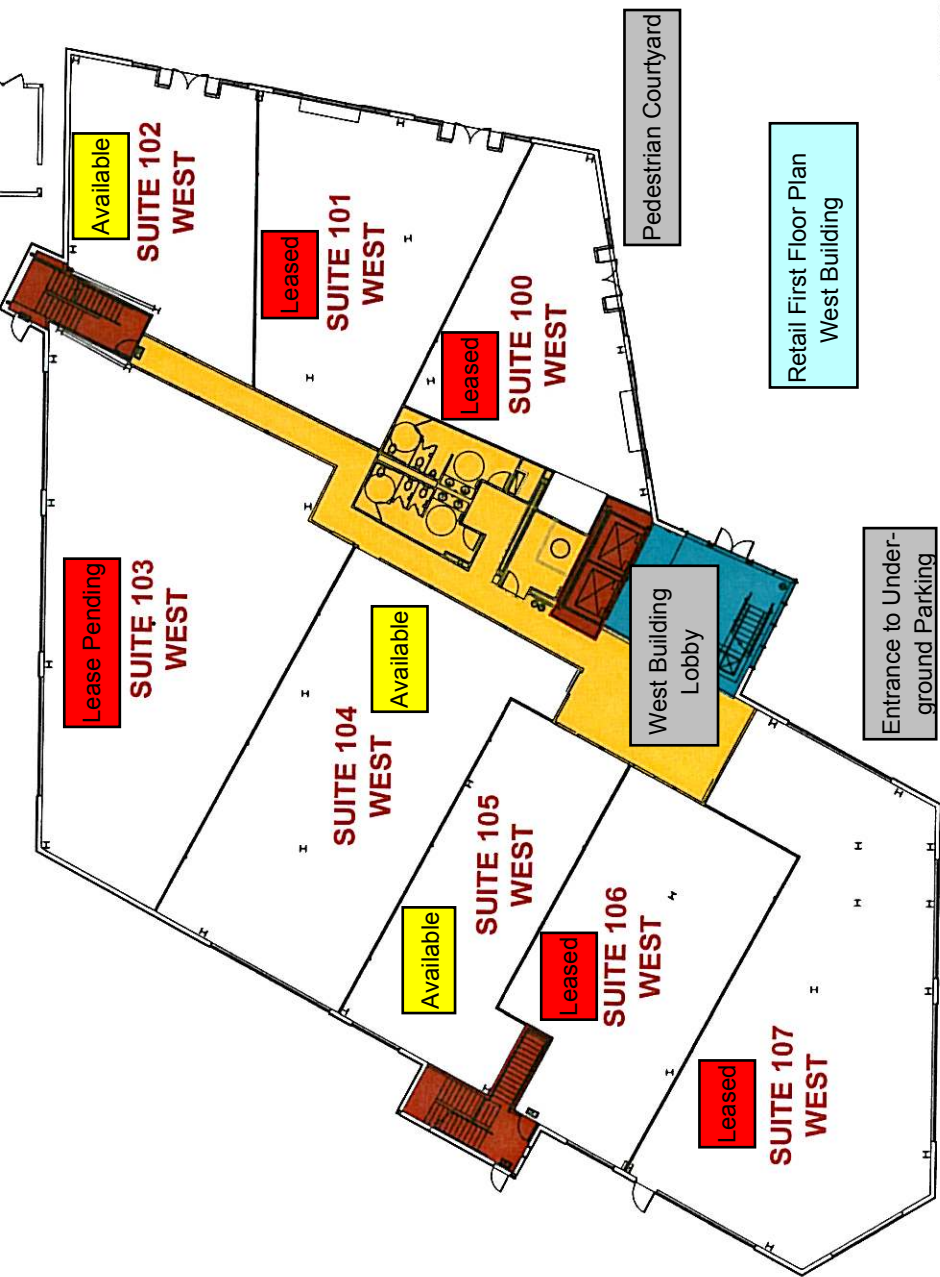 Available
SUITE 102
WEST
Leased
SUITE 101
WEST
Leased
SUITE 100
WEST
Pedestrian Courtyard
Retail First Floor Plan
West Building
Lease Pending
SUITE 103
WEST
Available
SUITE 104
WEST
West Building
Lobby
Entrance to Under-
ground Parking
Available
SUITE 105
WEST
Leased
SUITE 106
WEST
Leased
SUITE 107
WEST